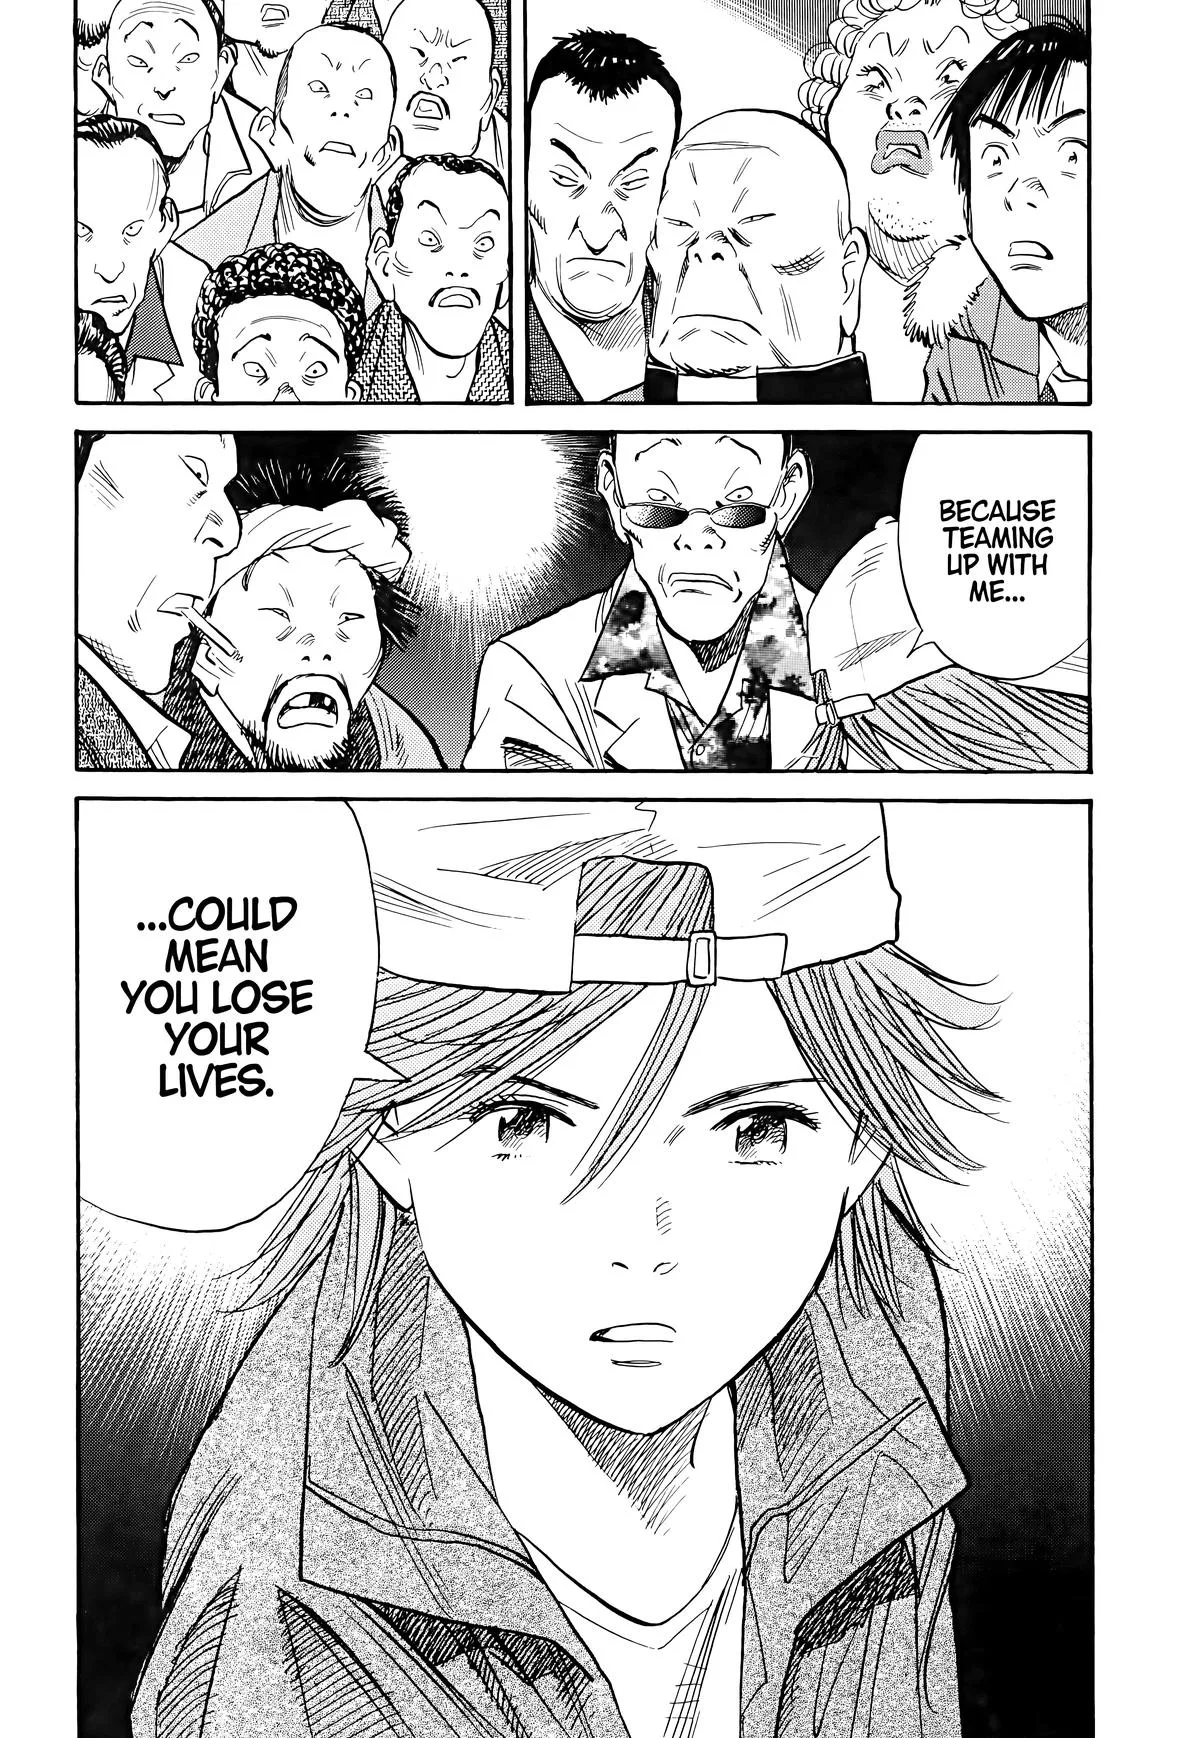 BECAUSE
TEAMING
UP WITH
ME...
...COULD
MEAN
YOU LOSE
YOUR
LIVES.